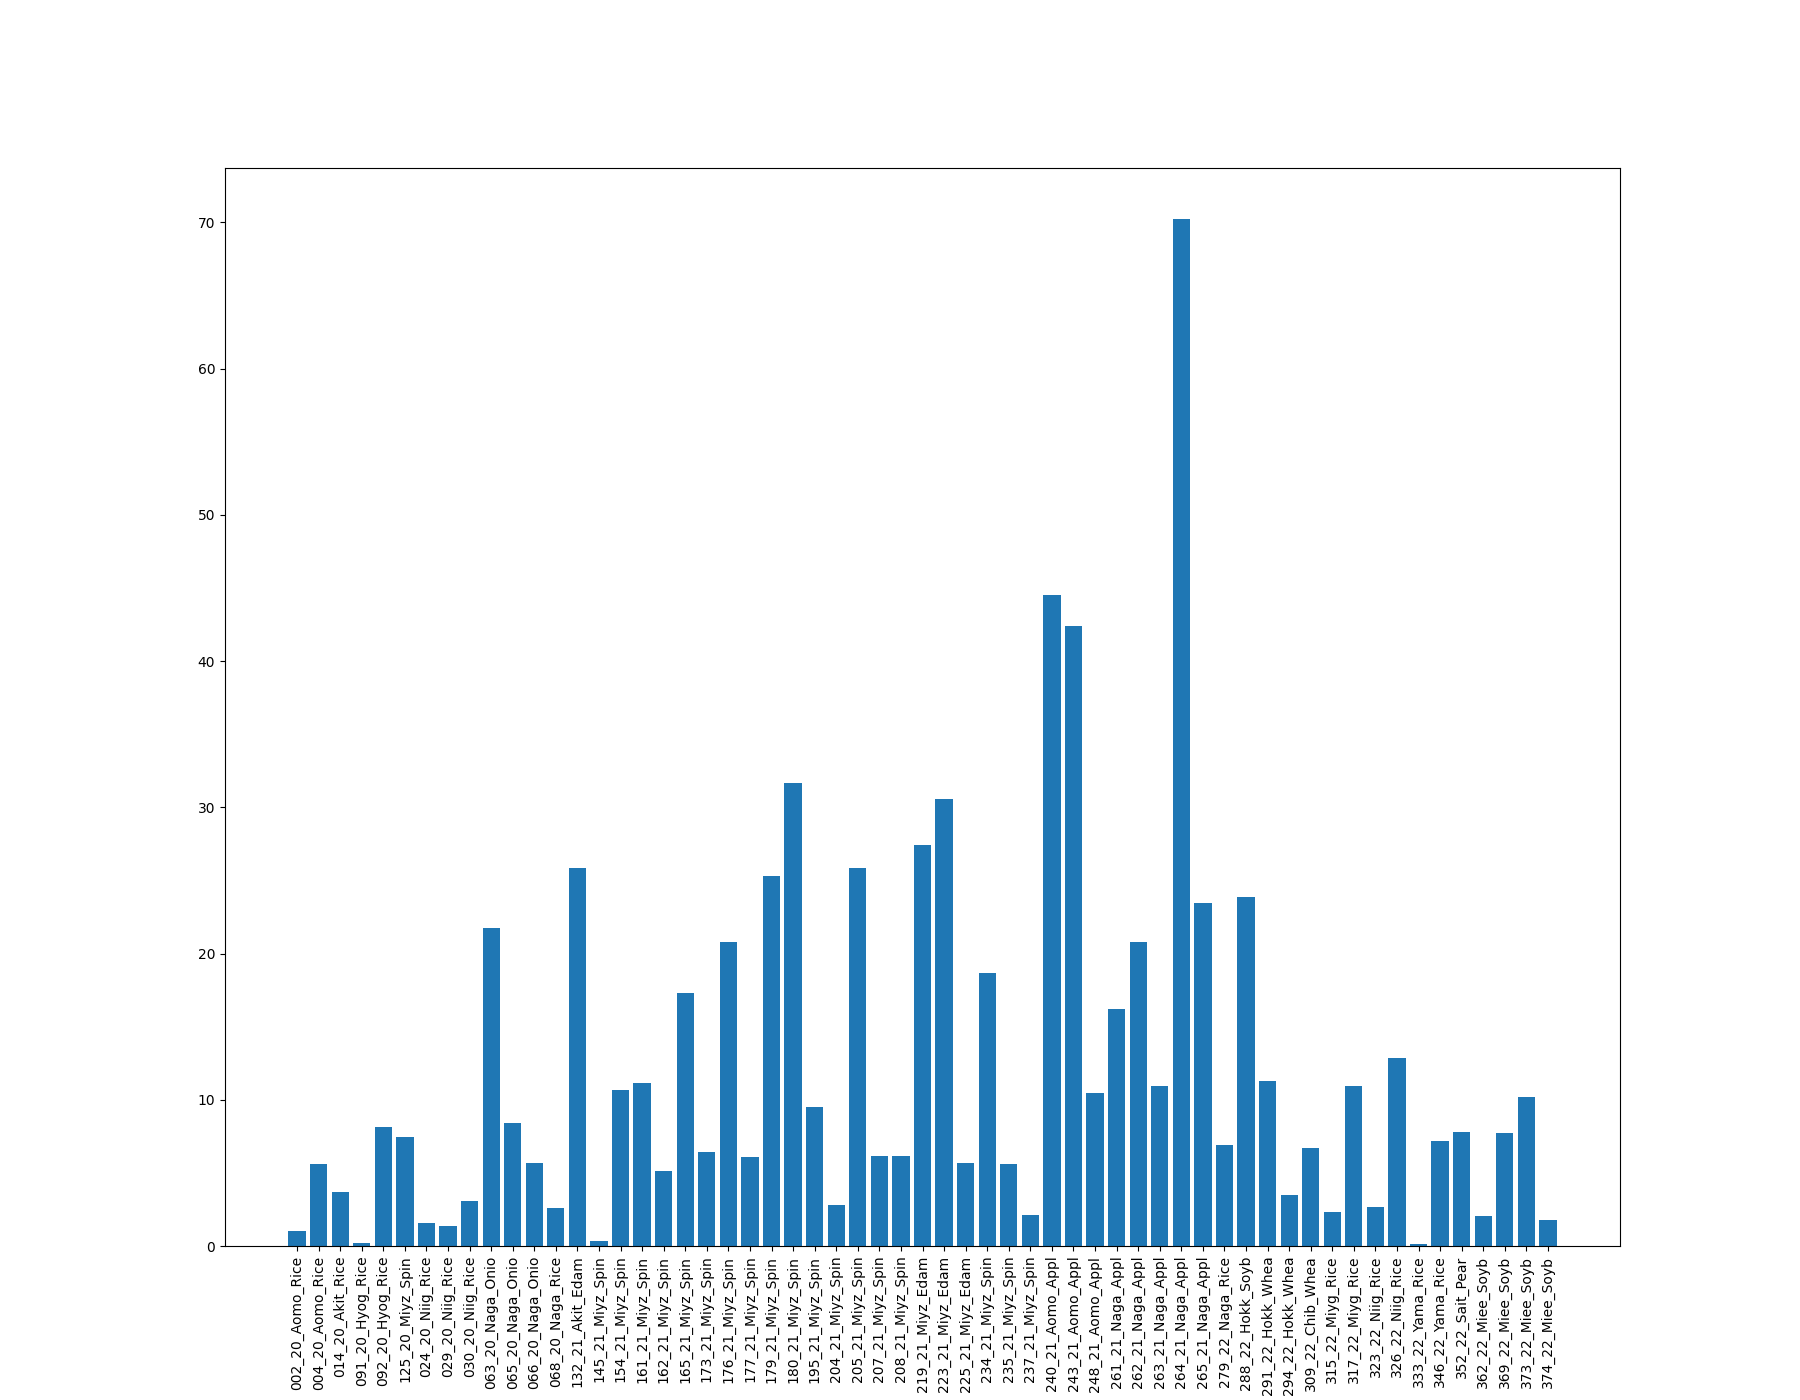 70
60
50
40
30
20
10
0
002_20_Aomo_Rice
004_20_Aomo_Rice
014_20_Akit_Rice
091_20_Hyog_Rice
092_20_Hyog_Rice
125_20_Miyz_Spin
024_20_Niig_Rice
029_20_Niig_Rice
030_20_Niig_Rice
063_20_Naga_Onio
065_20_Naga_Onio
066_20_Naga_Onio
068_20_Naga_Rice
132_21_Akit_Edam
145_21_Miyz_Spin
154_21_Miyz_Spin
161_21_Miyz_Spin
162_21_Miyz_Spin
165_21_Miyz_Spin
173_21_Miyz_Spin
176_21_Miyz_Spin
177_21_Miyz_Spin
179_21_Miyz_Spin
180_21_Miyz_Spin
195_21_Miyz_Spin
204_21_Miyz_Spin
205_21_Miyz_Spin
207_21_Miyz_Spin
208_21_Miyz_Spin
219_21_Miyz_Edam
223_21_Miyz_Edam
225_21_Miyz_Edam
234_21_Miyz_Spin
235_21_Miyz_Spin
237_21_Miyz_Spin
240_21_Aomo_Appl
243_21_Aomo_Appl
248_21_Aomo_Appl
261_21_Naga_Appl
262_21_Naga_Appl
263_21_Naga_Appl
264_21_Naga_Appl
265_21_Naga_Appl
279_22_Naga_Rice
288_22_Hokk_Soyb
291_22_Hokk_Whea
294_22_Hokk_Whea
309_22_Chib_Whea
315_22_Miyg_Rice
317_22_Miyg_Rice
323_22_Niig_Rice
326_22_Niig_Rice
333_22_Yama_Rice
346_22_Yama_Rice
352_22_Sait_Pear
362_22_Miee_Soyb
369_22_Miee_Soyb
373_22_Miee_Soyb
374_22_Miee_Soyb